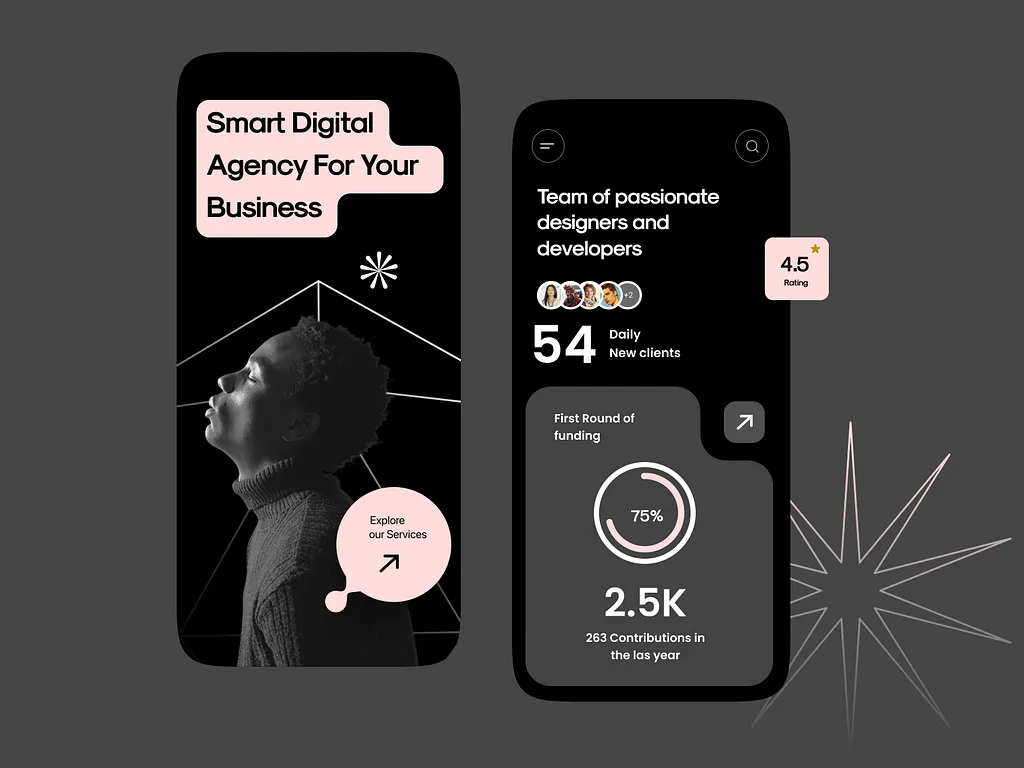 Smart Digital
Agency For Your
Business
Explore
our Services
Team of passionate
designers and
developers
+2
54
Daily
New clients
4.5
Rating
First Round of
funding
75%
2.5K
263 Contributions in
the las year